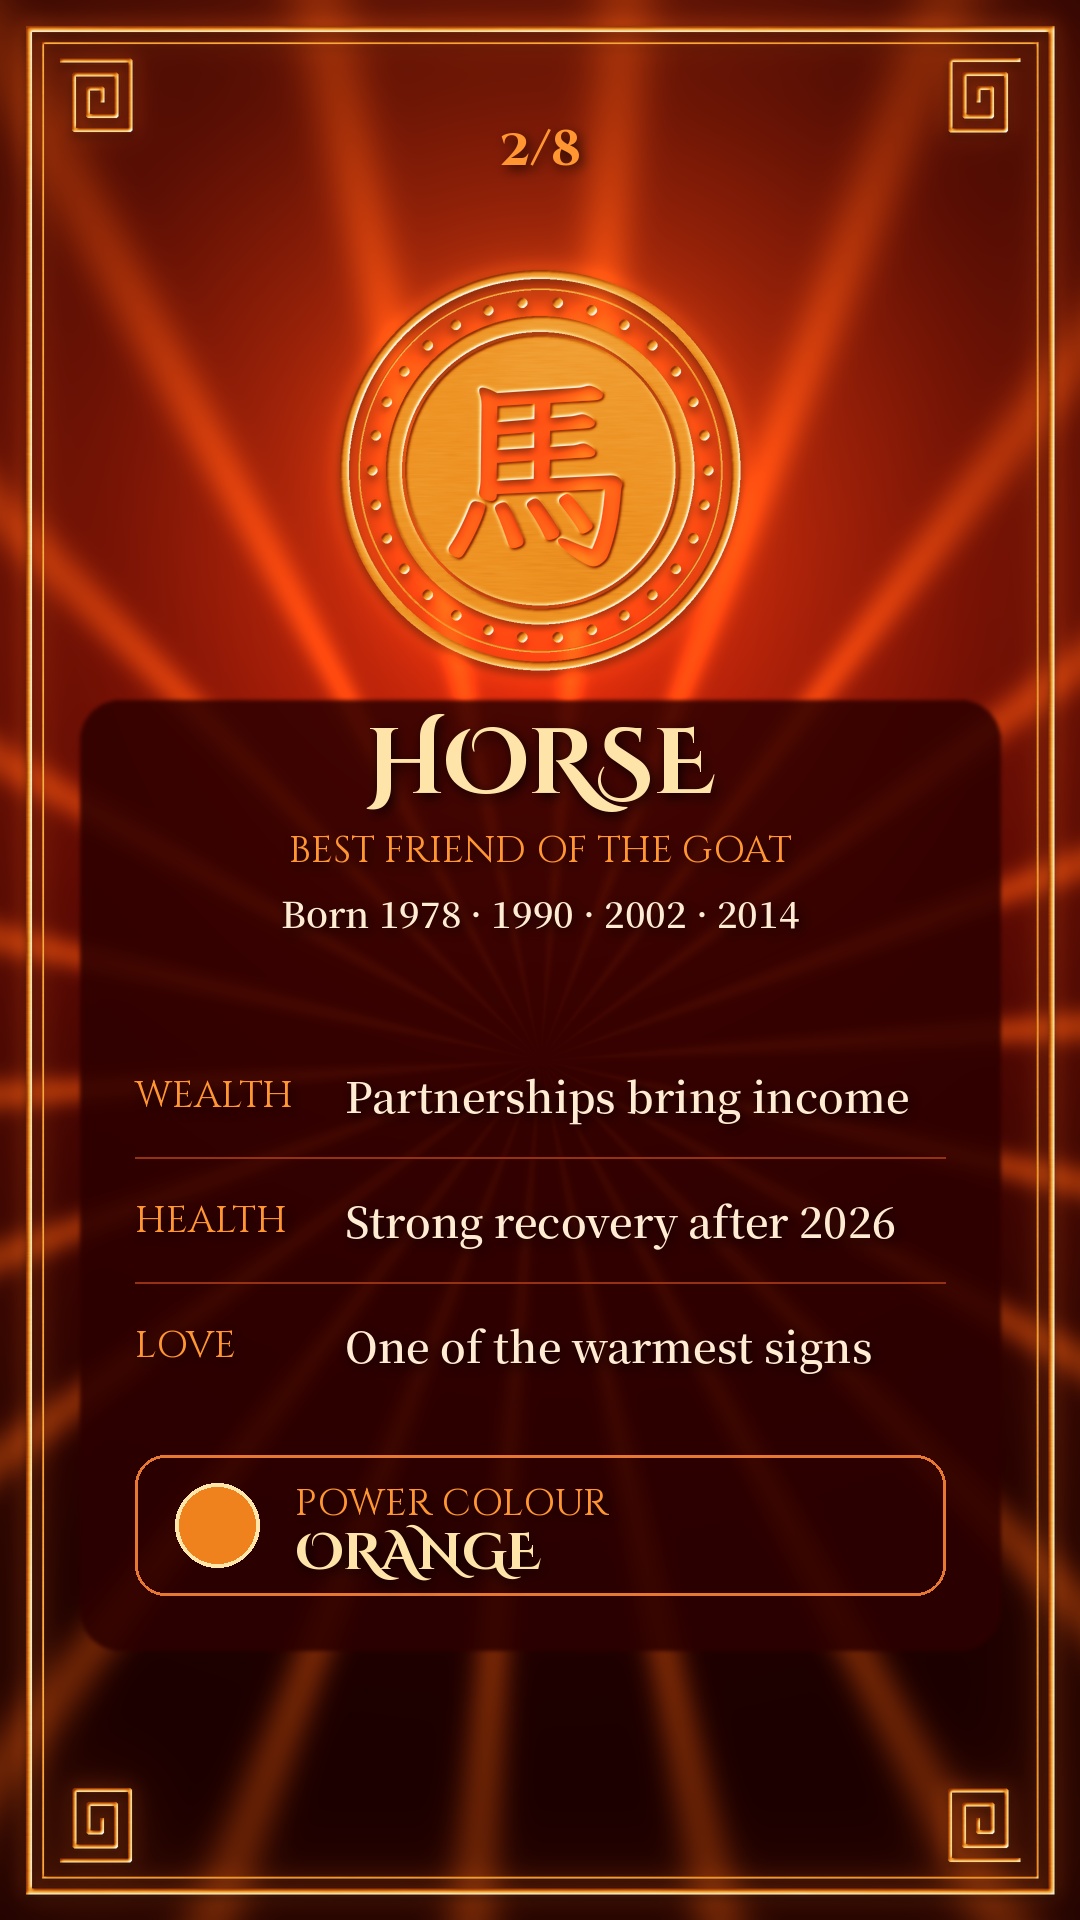 2/8
馬
HORSE
BEST FRIEND OF THE GOAT
Born 1978 · 1990 · 2002 · 2014
WEALTH Partnerships bring income
HEALTH Strong recovery after 2026
LOVE One of the warmest signs
POWER COLOUR
ORANGE